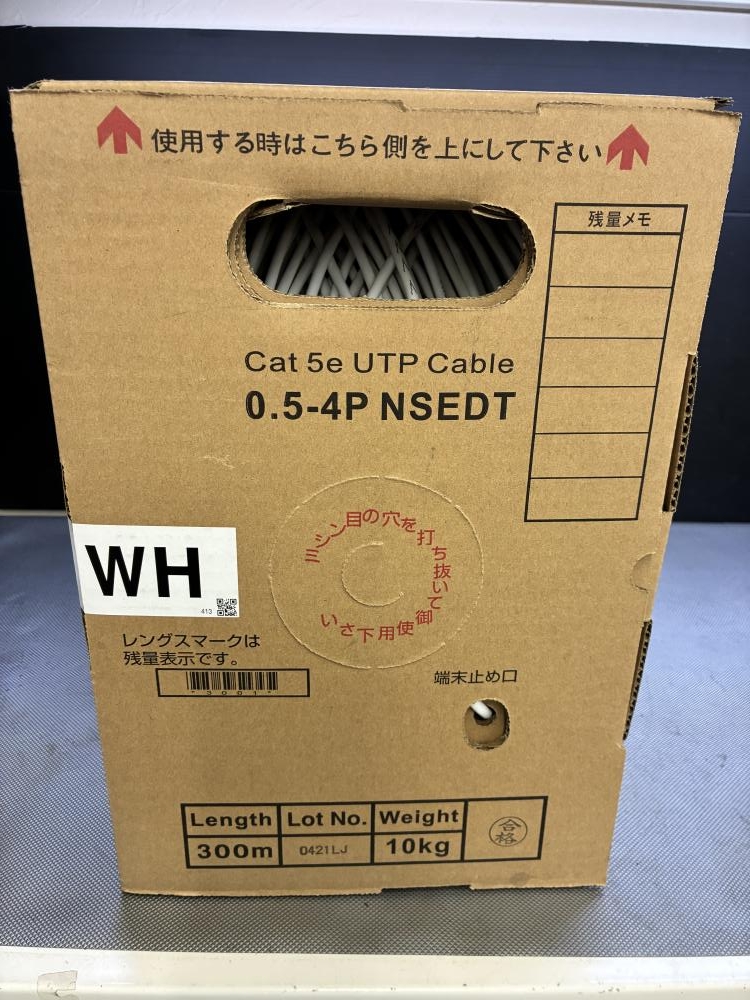 使用する時はこちら側を上にして下さい
残量メモ
Cat 5e UTP Cable
0.5-4P NSEDT
ミシン目の穴を打ち抜いて御使用下さい
WH
413
レングスマークは
残量表示です。
*3001*
端末止め口
Length Lot No. Weight
300m 0421LJ 10kg
合格